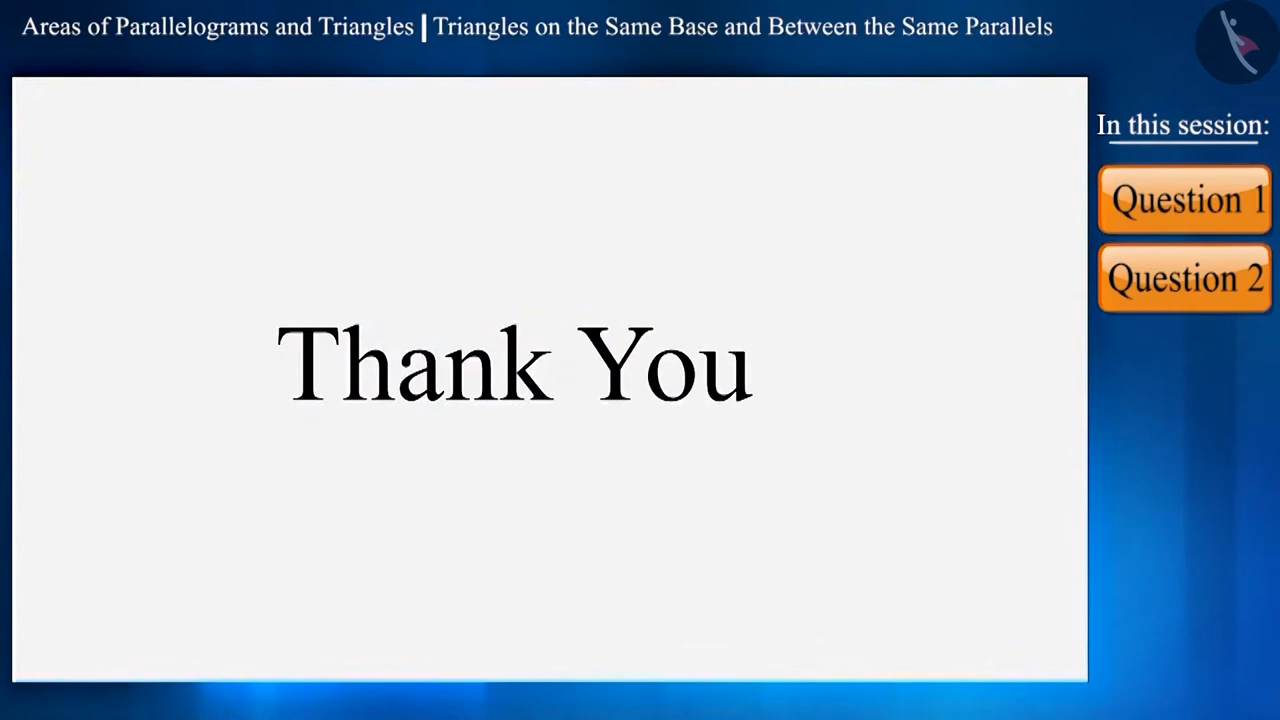 Areas of Parallelograms and Triangles | Triangles on the Same Base and Between the Same Parallels
In this session:
Question 1
Question 2
Thank You